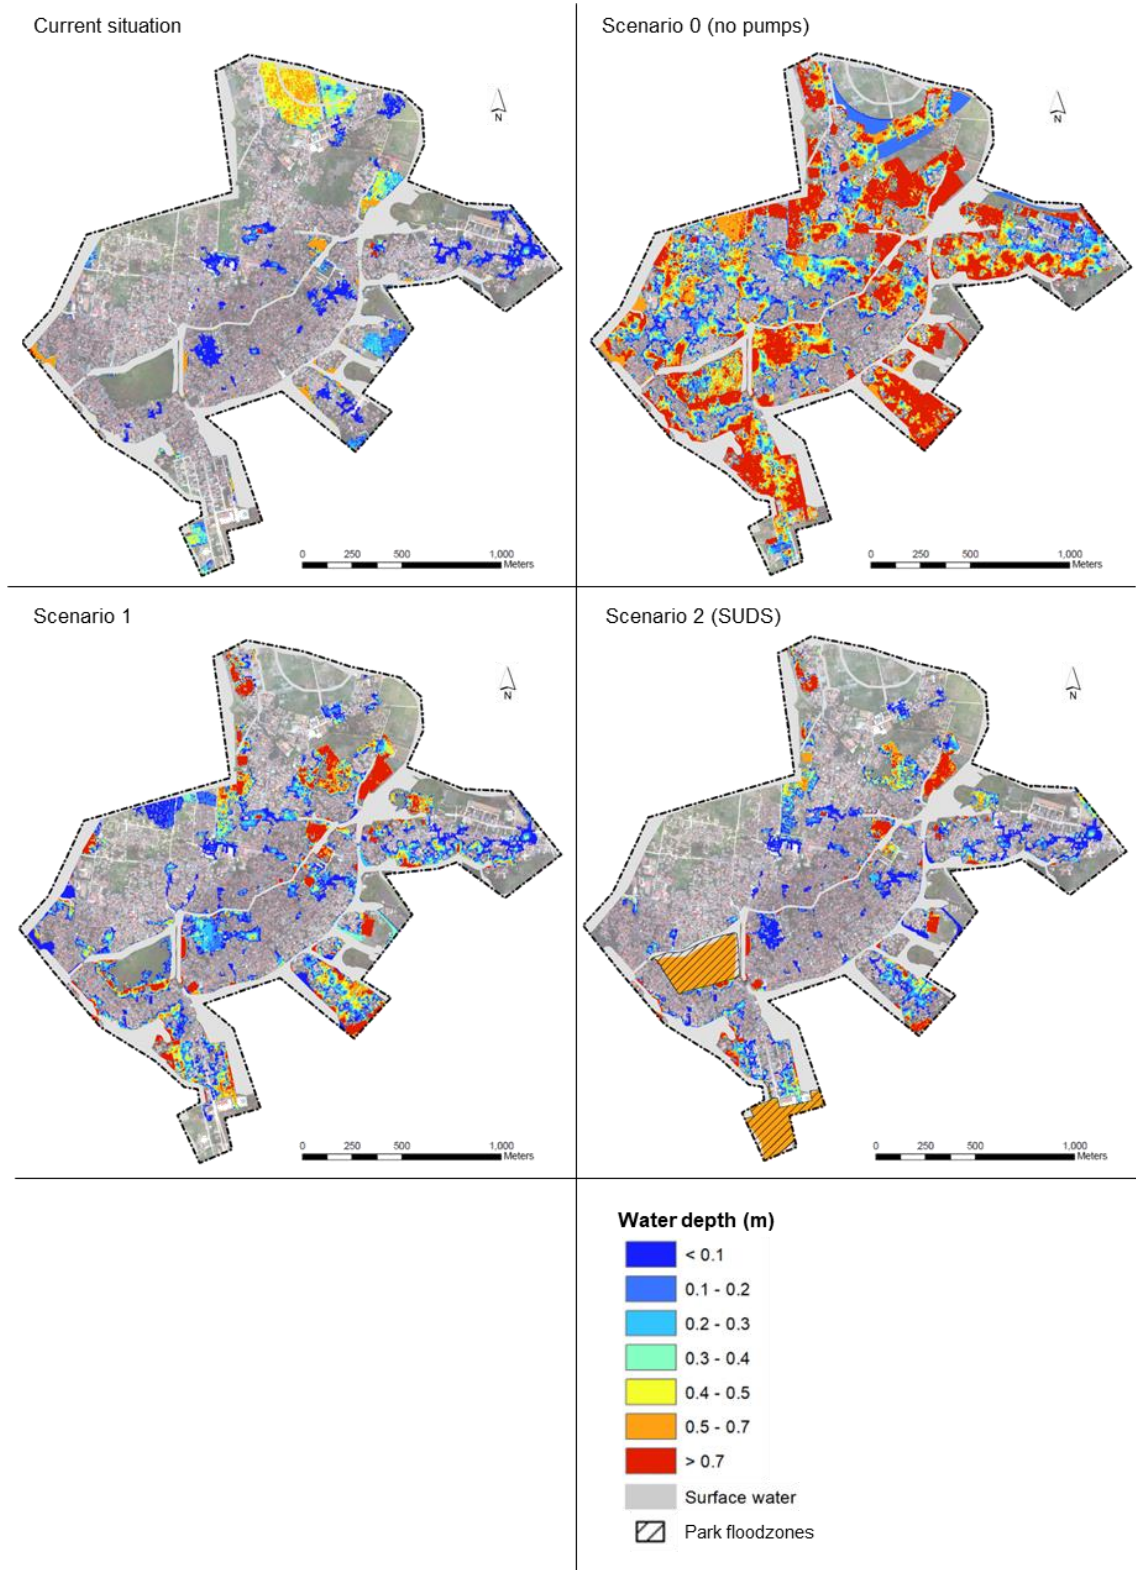 Current situation
Scenario 0 (no pumps)
N
N
0 250 500 1,000
Meters
0 250 500 1,000
Meters
Scenario 1
Scenario 2 (SUDS)
N
N
0 250 500 1,000
Meters
0 250 500 1,000
Meters
Water depth (m)
< 0.1
0.1 - 0.2
0.2 - 0.3
0.3 - 0.4
0.4 - 0.5
0.5 - 0.7
> 0.7
Surface water
Park floodzones